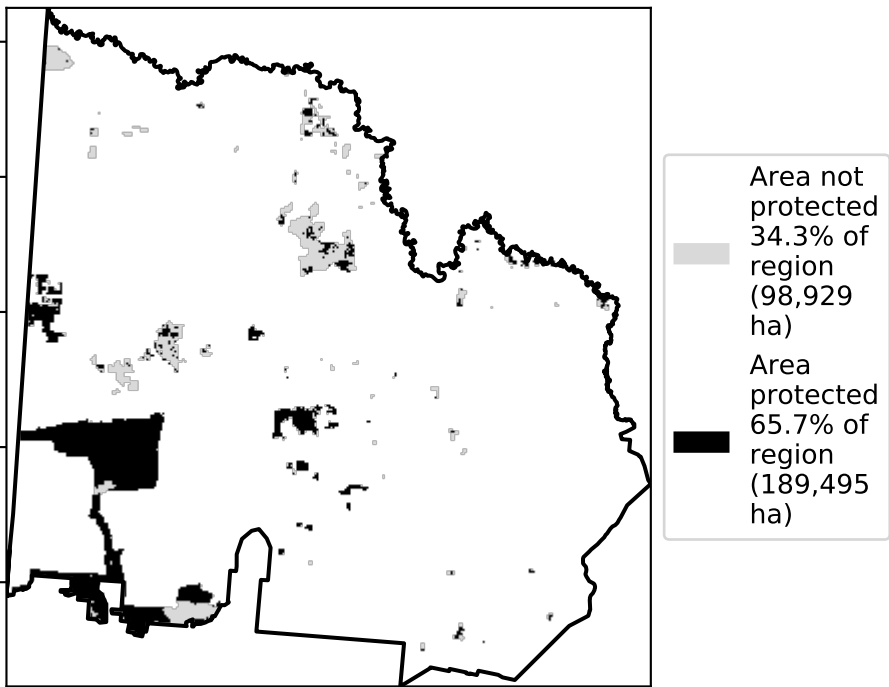 Area not
protected
34.3% of
region
(98,929
ha)
Area
protected
65.7% of
region
(189,495
ha)